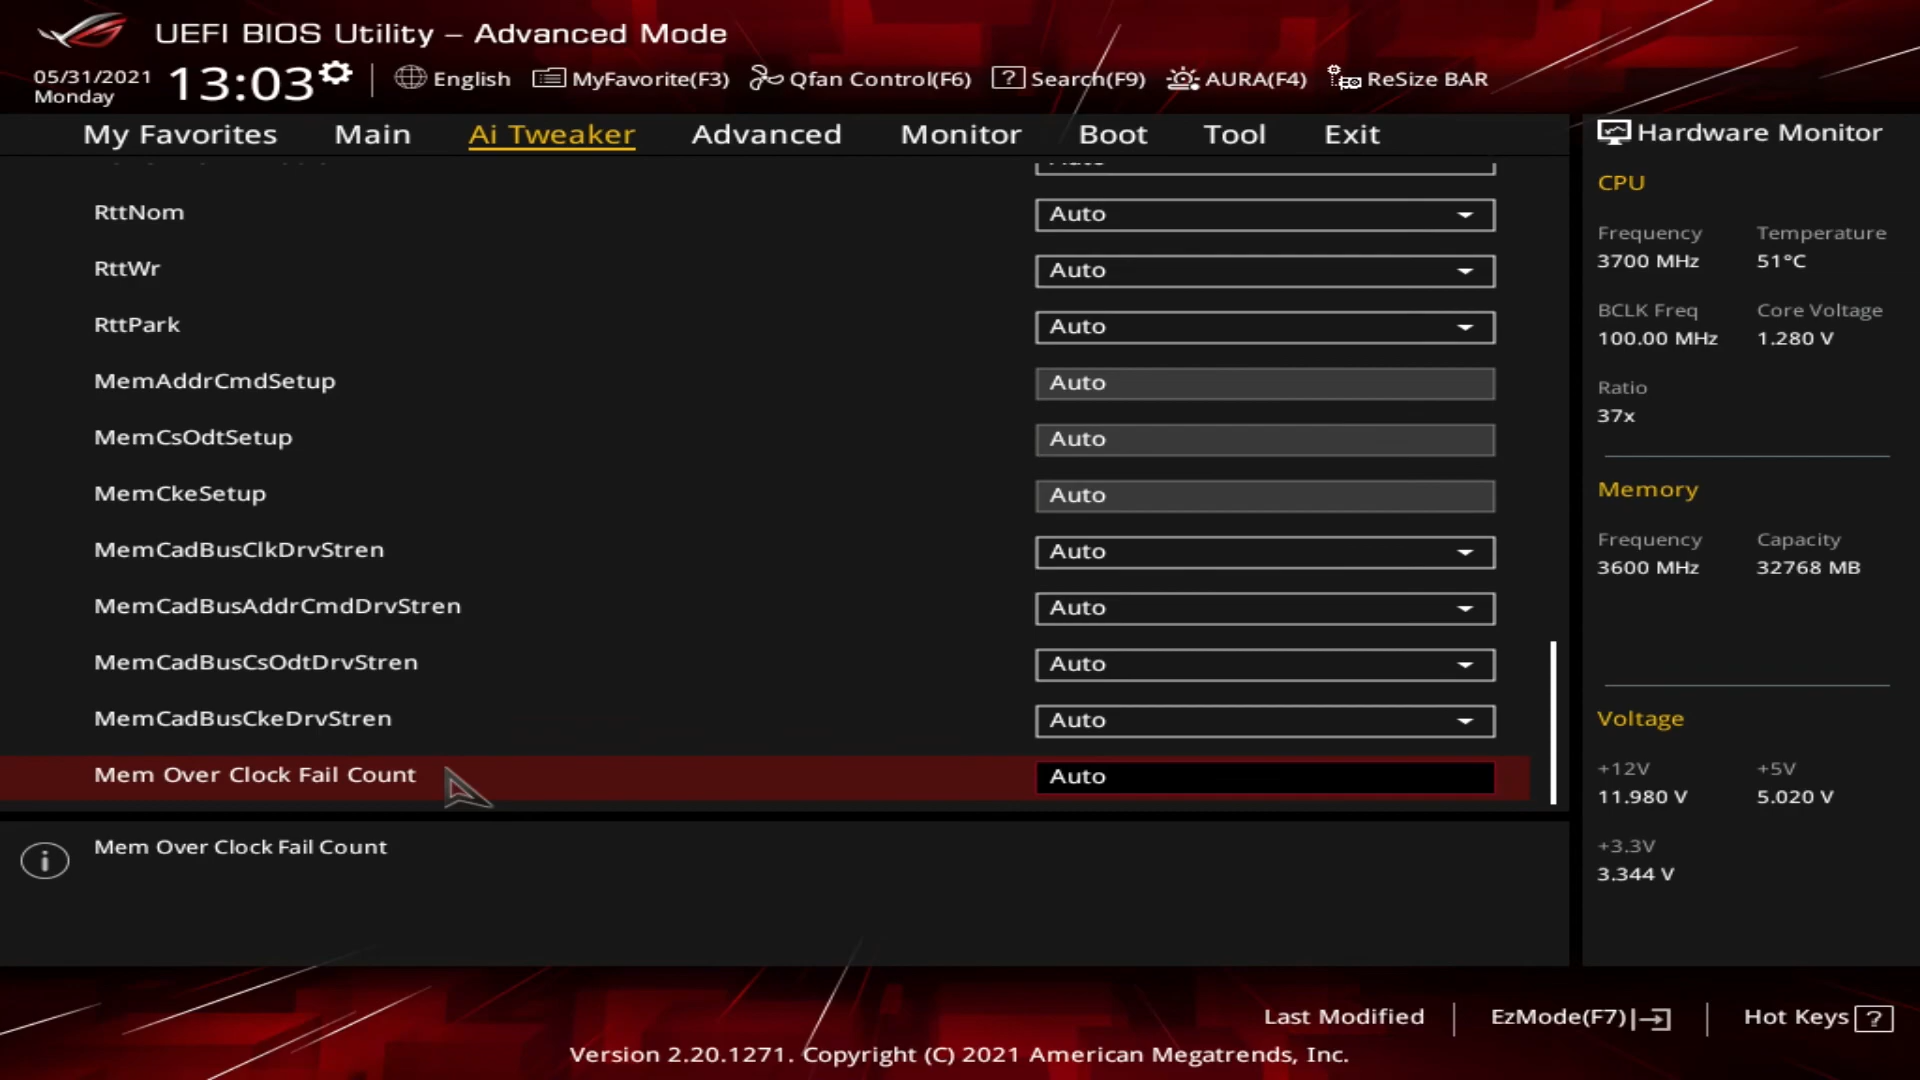 UEFI BIOS Utility – Advanced Mode
05/31/2021
Monday
13:03
English
MyFavorite(F3)
Qfan Control(F6)
? Search(F9)
AURA(F4)
ReSize BAR
My Favorites Main Ai Tweaker Advanced Monitor Boot Tool Exit
RttNom Auto
RttWr Auto
RttPark Auto
MemAddrCmdSetup Auto
MemCsOdtSetup Auto
MemCkeSetup Auto
MemCadBusClkDrvStren Auto
MemCadBusAddrCmdDrvStren Auto
MemCadBusCsOdtDrvStren Auto
MemCadBusCkeDrvStren Auto
Mem Over Clock Fail Count Auto
i Mem Over Clock Fail Count
Hardware Monitor
CPU
Frequency Temperature
3700 MHz 51°C
BCLK Freq Core Voltage
100.00 MHz 1.280 V
Ratio
37x
Memory
Frequency Capacity
3600 MHz 32768 MB
Voltage
+12V +5V
11.980 V 5.020 V
+3.3V
3.344 V
Last Modified
EzMode(F7)
Hot Keys ?
Version 2.20.1271. Copyright (C) 2021 American Megatrends, Inc.